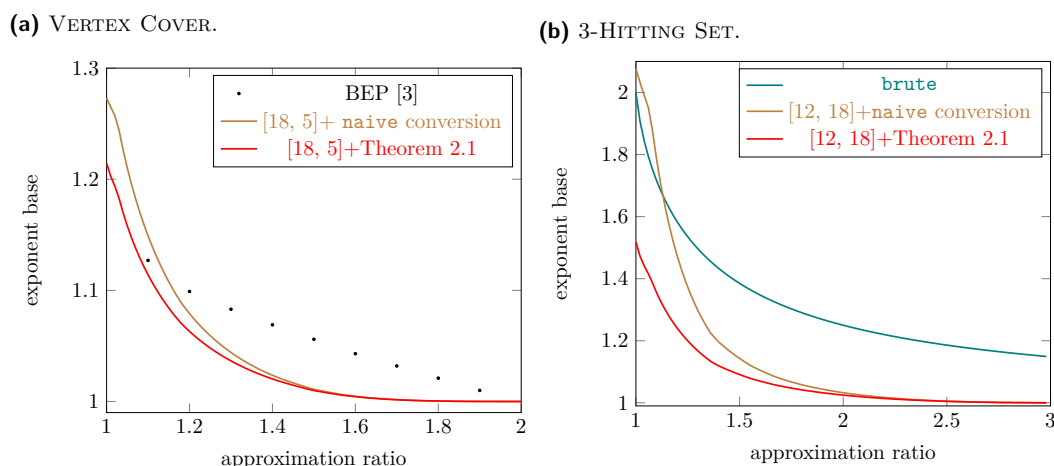 (a) VERTEX COVER.
1.3
1.2
1.1
1
exponent base
BEP [3]
[18, 5]+ naive conversion
[18, 5]+Theorem 2.1
1 1.2 1.4 1.6 1.8 2
approximation ratio
(b) 3-HITTING SET.
2
1.8
1.6
1.4
1.2
1
exponent base
brute
[12, 18]+naive conversion
[12, 18]+Theorem 2.1
1 1.5 2 2.5 3
approximation ratio